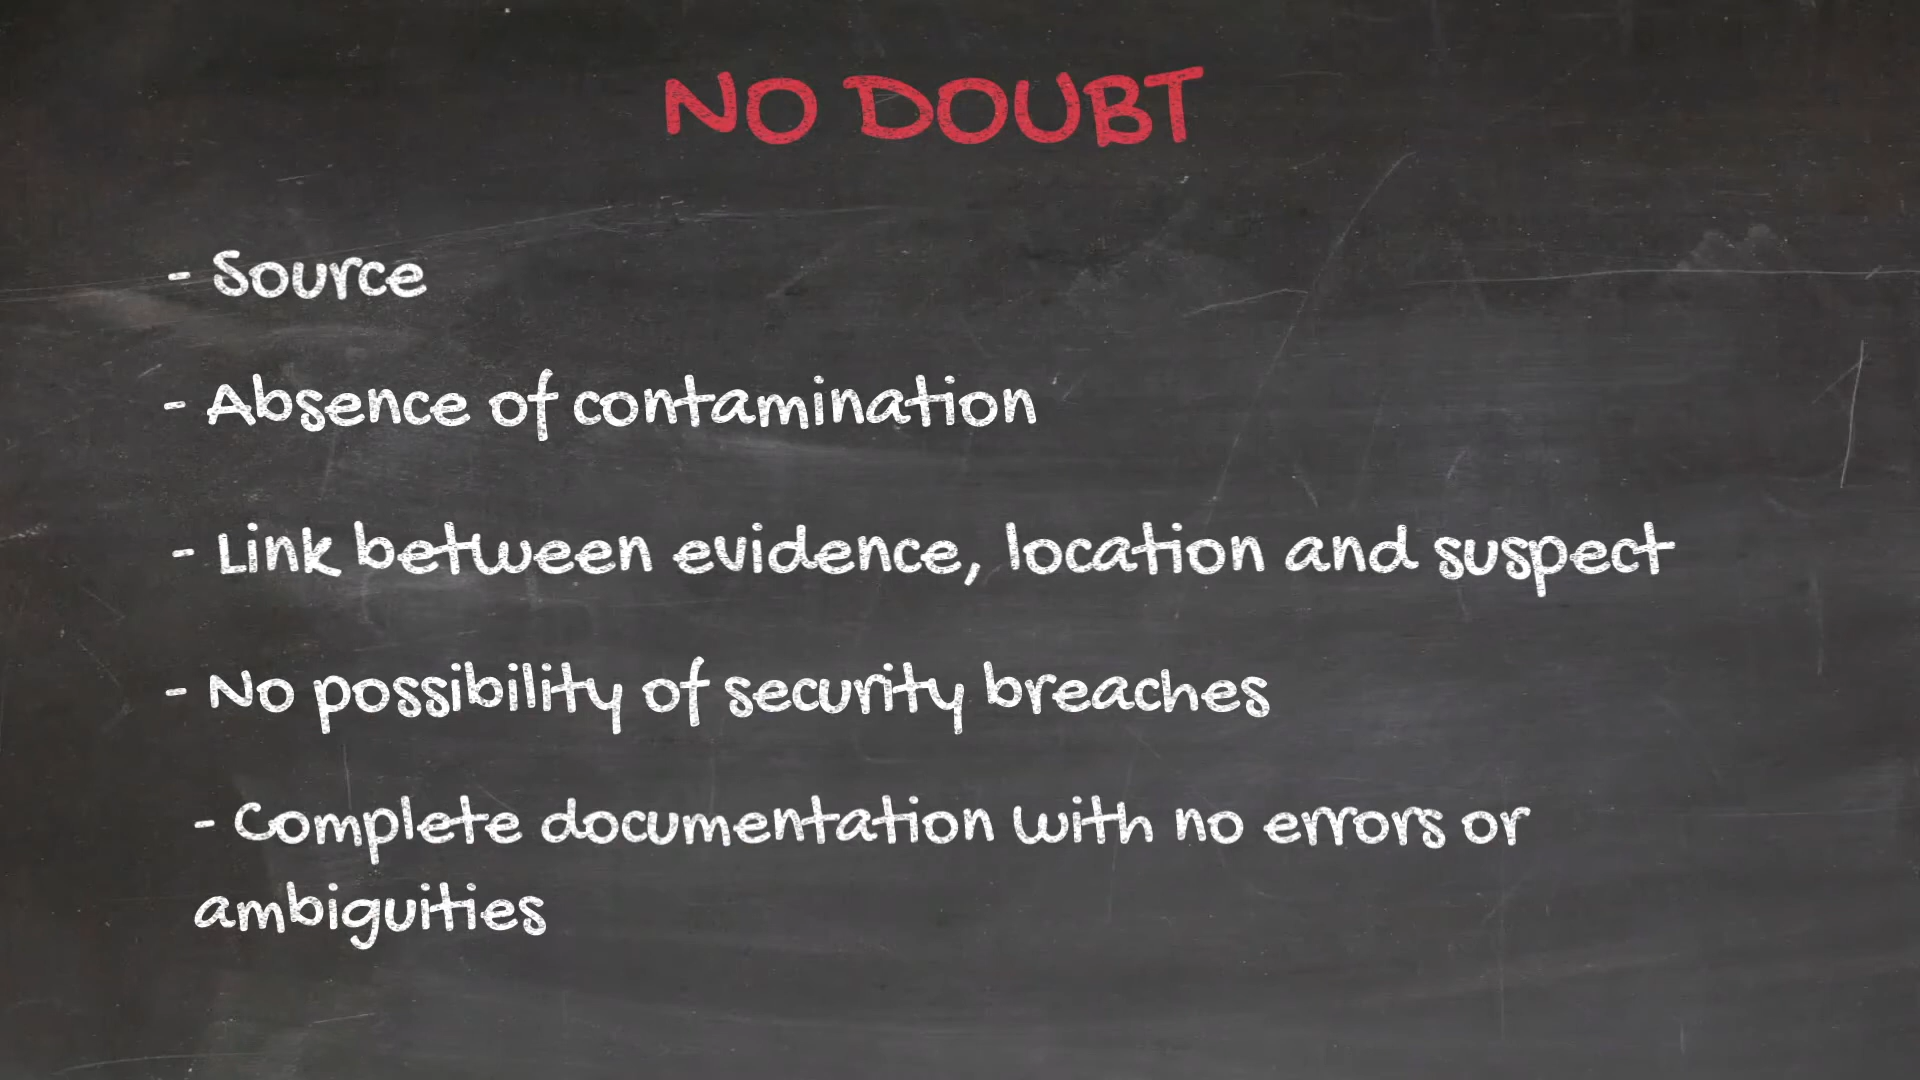 NO DOUBT
- Source
- Absence of contamination
- Link between evidence, location and suspect
- No possibility of security breaches
- Complete documentation with no errors or
ambiguities